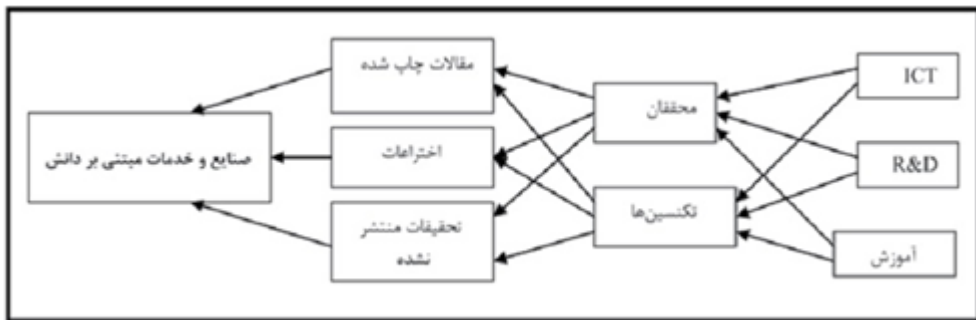 ICT
R&D
آموزش
محققان
تکنسین‌ها
مقالات چاپ شده
اختراعات
تحقیقات منتشر
نشده
صنایع و خدمات مبتنی بر دانش